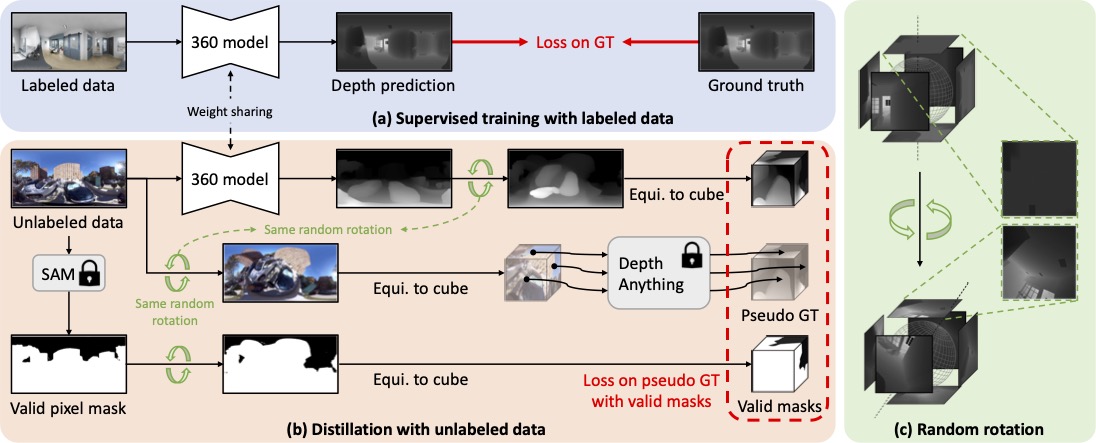 360 model
Loss on GT
Labeled data
Depth prediction
Ground truth
Weight sharing
(a) Supervised training with labeled data
360 model
Equi. to cube
Unlabeled data
Same random rotation
SAM
Depth
Anything
Equi. to cube
Same random
rotation
Pseudo GT
Equi. to cube
Loss on pseudo GT
with valid masks
Valid pixel mask
Valid masks
(b) Distillation with unlabeled data
(c) Random rotation